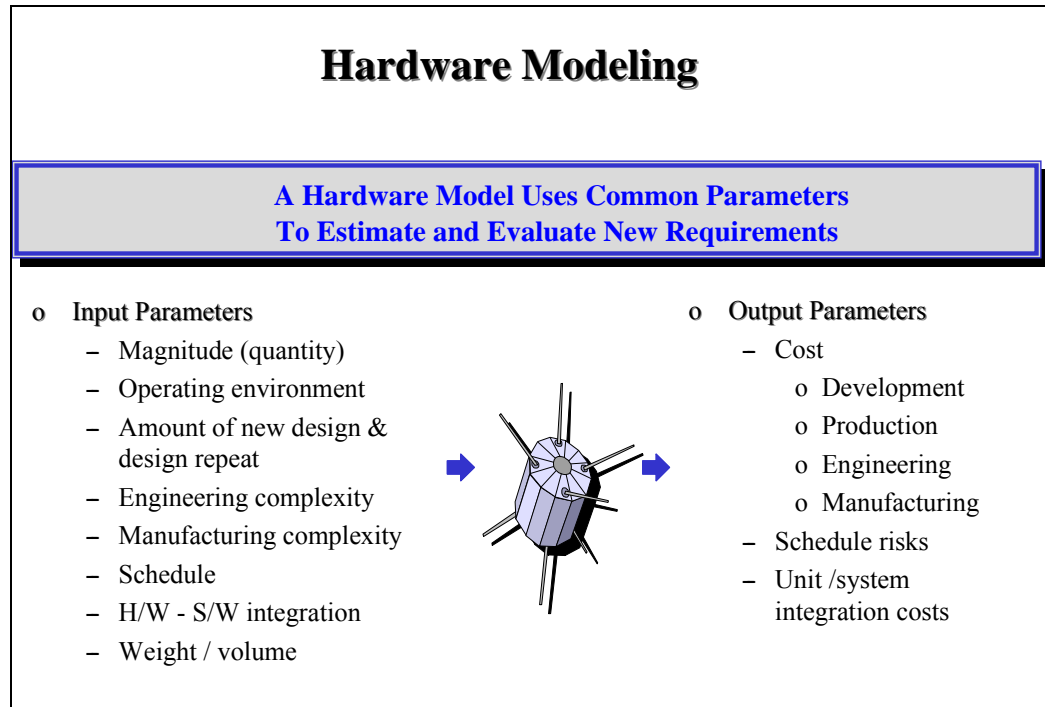 Hardware Modeling
A Hardware Model Uses Common Parameters
To Estimate and Evaluate New Requirements
o Input Parameters
– Magnitude (quantity)
– Operating environment
– Amount of new design &
design repeat
– Engineering complexity
– Manufacturing complexity
– Schedule
– H/W - S/W integration
– Weight / volume
o Output Parameters
– Cost
o Development
o Production
o Engineering
o Manufacturing
– Schedule risks
– Unit /system
integration costs